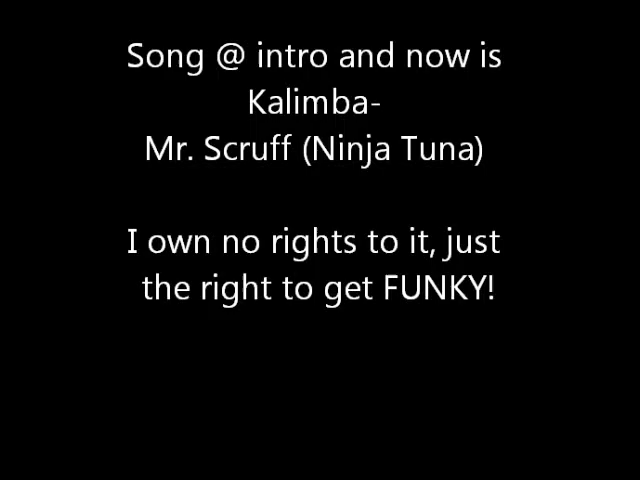 Song @ intro and now is
Kalimba-
Mr. Scruff (Ninja Tuna)
I own no rights to it, just
the right to get FUNKY!